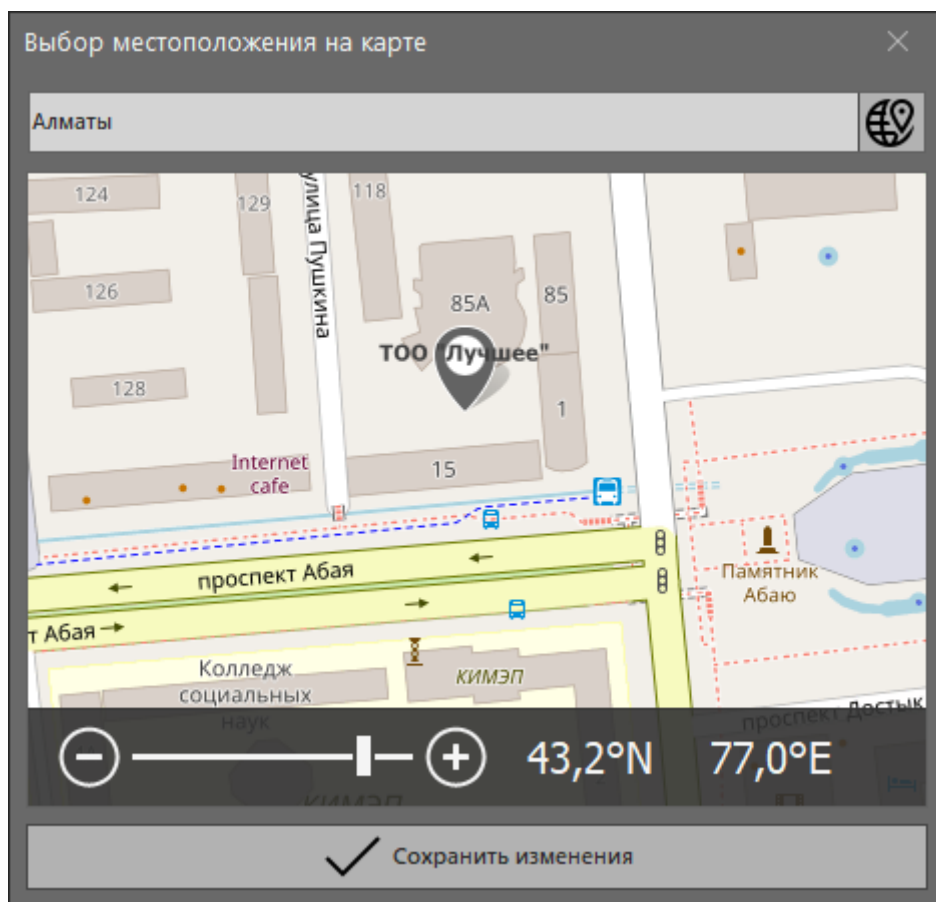 Выбор местоположения на карте
Алматы
124
129
улица Пушкина
118
126
85А
85
ТОО "Лучшее"
128
1
Internet
cafe
15
проспект Абая
т Абая
Памятник
Абаю
Колледж
социальных
наук
КИМЭП
проспект Достык
43,2°N 77,0°E
КИМЭП
Сохранить изменения